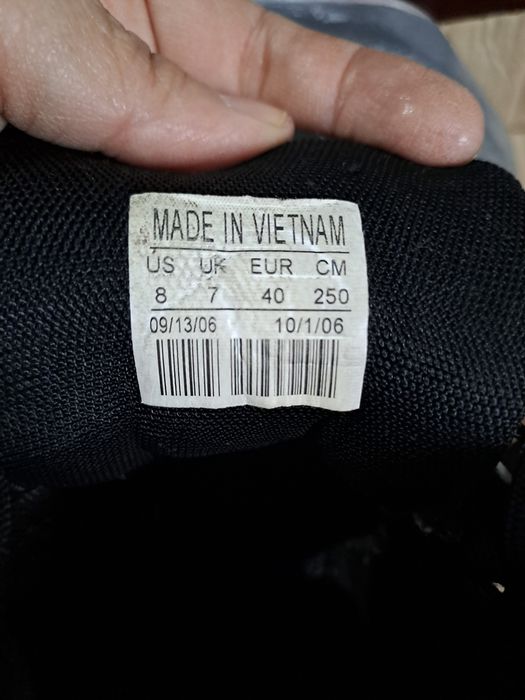 MADE IN VIETNAM
US UK EUR CM
8 7 40 250
09/13/06 10/1/06